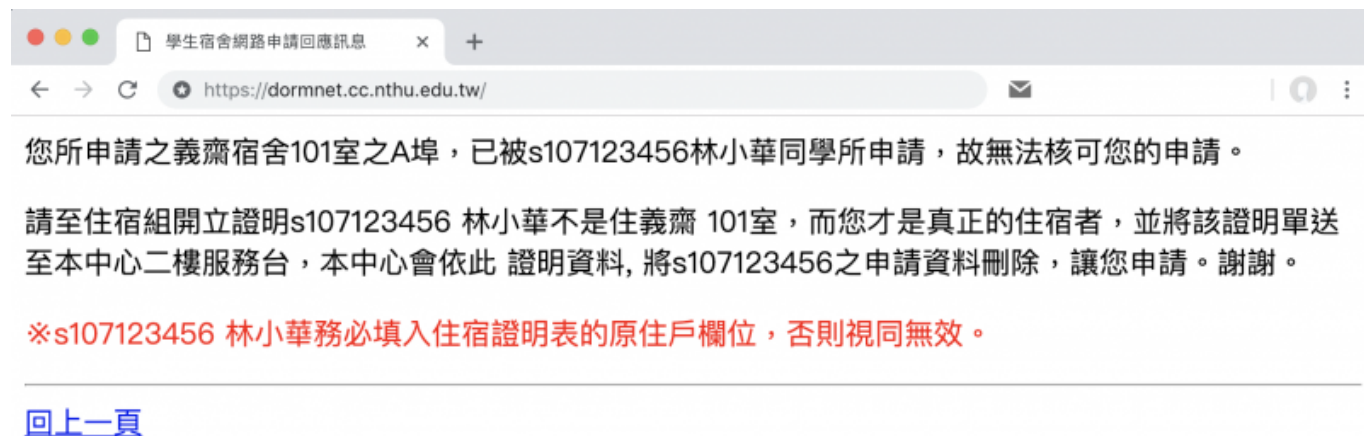 學生宿舍網路申請回應訊息
https://dormnet.cc.nthu.edu.tw/
您所申請之義齋宿舍101室之A埠，已被s107123456林小華同學所申請，故無法核可您的申請。
請至住宿組開立證明s107123456 林小華不是住義齋 101室，而您才是真正的住宿者，並將該證明單送
至本中心二樓服務台，本中心會依此 證明資料, 將s107123456之申請資料刪除，讓您申請。謝謝。
※s107123456 林小華務必填入住宿證明表的原住戶欄位，否則視同無效。
回上一頁